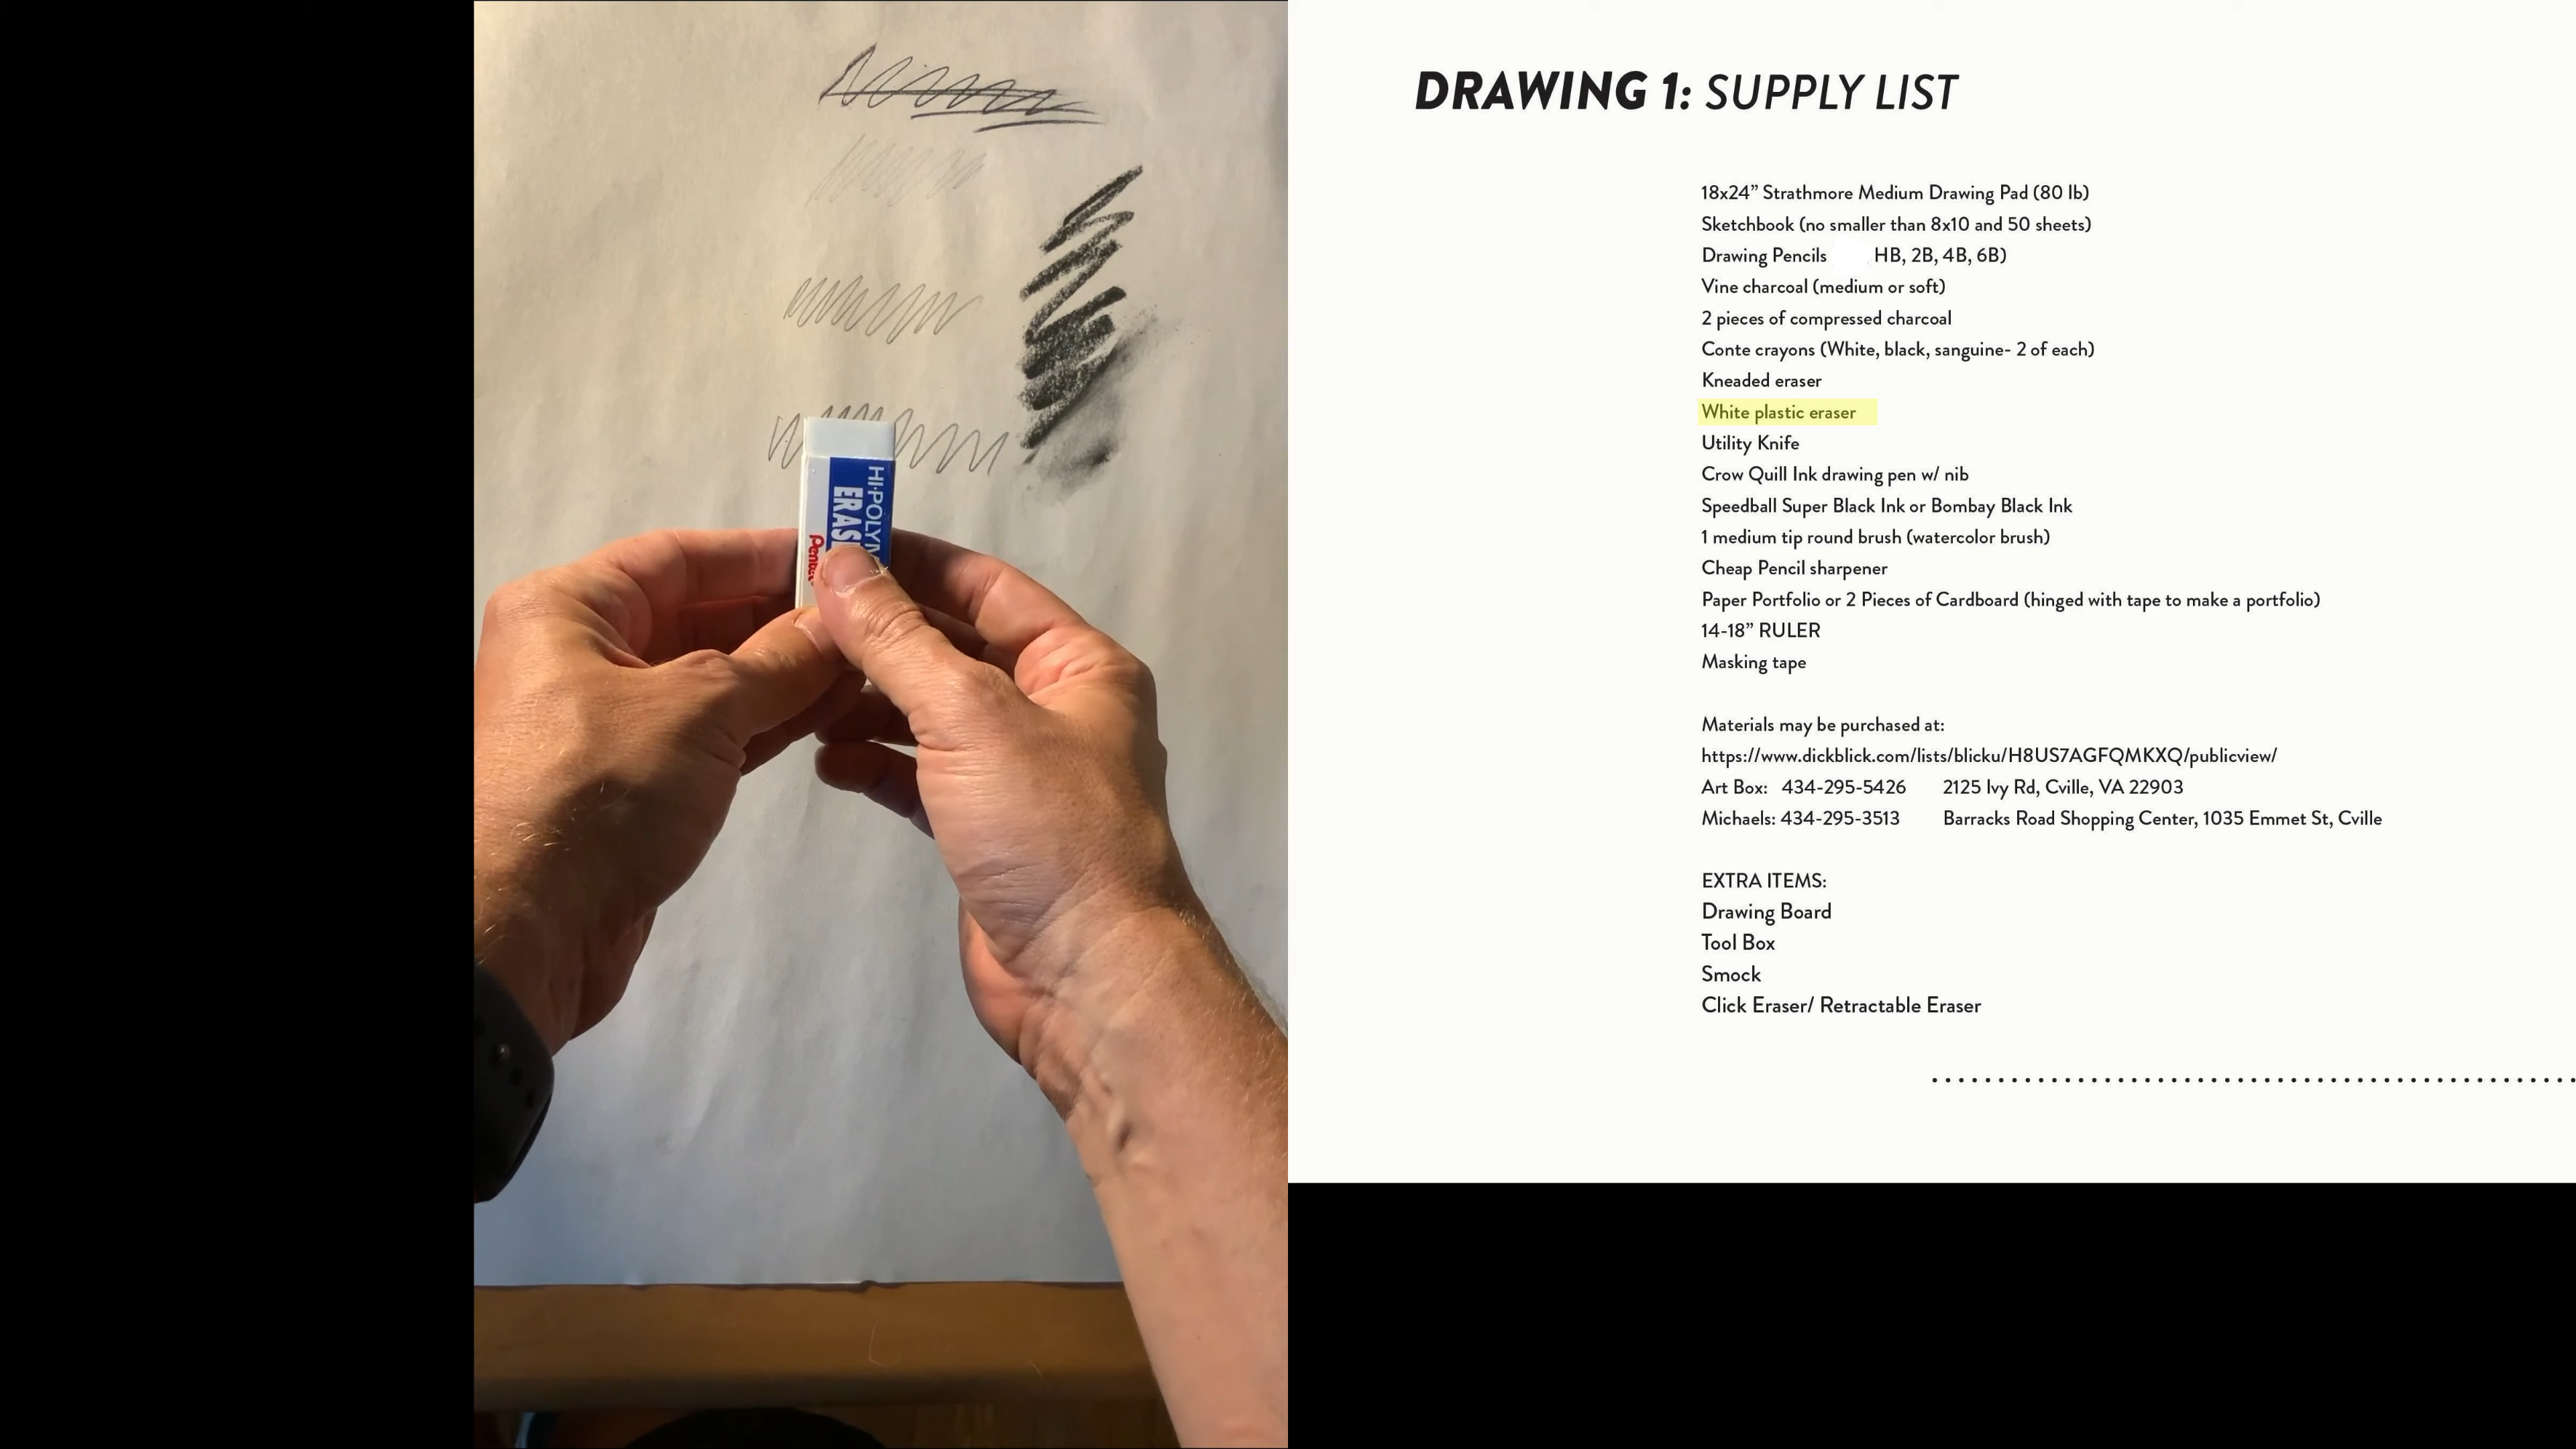 HI-POLYM
ERAS
Pentel
DRAWING 1: SUPPLY LIST
18x24” Strathmore Medium Drawing Pad (80 lb)
Sketchbook (no smaller than 8x10 and 50 sheets)
Drawing Pencils HB, 2B, 4B, 6B)
Vine charcoal (medium or soft)
2 pieces of compressed charcoal
Conte crayons (White, black, sanguine- 2 of each)
Kneaded eraser
White plastic eraser
Utility Knife
Crow Quill Ink drawing pen w/ nib
Speedball Super Black Ink or Bombay Black Ink
1 medium tip round brush (watercolor brush)
Cheap Pencil sharpener
Paper Portfolio or 2 Pieces of Cardboard (hinged with tape to make a portfolio)
14-18” RULER
Masking tape
Materials may be purchased at:
https://www.dickblick.com/lists/blicku/H8US7AGFQMKXQ/publicview/
Art Box: 434-295-5426 2125 Ivy Rd, Cville, VA 22903
Michaels: 434-295-3513 Barracks Road Shopping Center, 1035 Emmet St, Cville
EXTRA ITEMS:
Drawing Board
Tool Box
Smock
Click Eraser/ Retractable Eraser